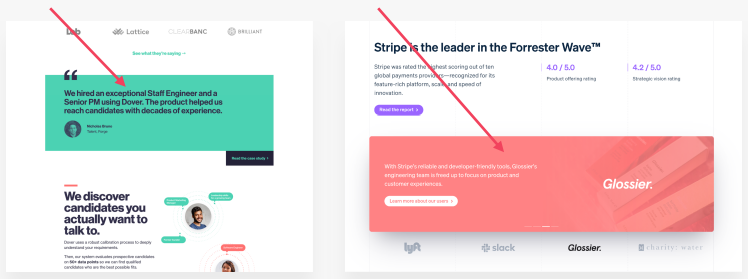 Lob
Lattice
CLEARBANC
BRILLIANT
See what they're saying →
We hired an exceptional Staff Engineer and a
Senior PM using Dover. The product helped us
reach candidates with decades of experience.
Talent,
Read the case study
We discover
candidates you
actually want to
talk to.
Dover uses a robust calibration process to deeply
understand your requirements.
Then, our system evaluates prospective candidates
on 50+ data points so we can find qualified
candidates who are the best possible fits.
Stripe is the leader in the Forrester Wave™
Stripe was rated the highest scoring out of ten
global payments providers—recognized for its
feature-rich platform, scale, and speed of
innovation.
Read the report ›
4.0 / 5.0
Product offering rating
4.2 / 5.0
Strategic vision rating
With Stripe's reliable and developer-friendly tools, Glossier's
engineering team is freed up to focus on product and
customer experiences.
Learn more about our users ›
Glossier.
lyft
slack
Glossier.
charity: water